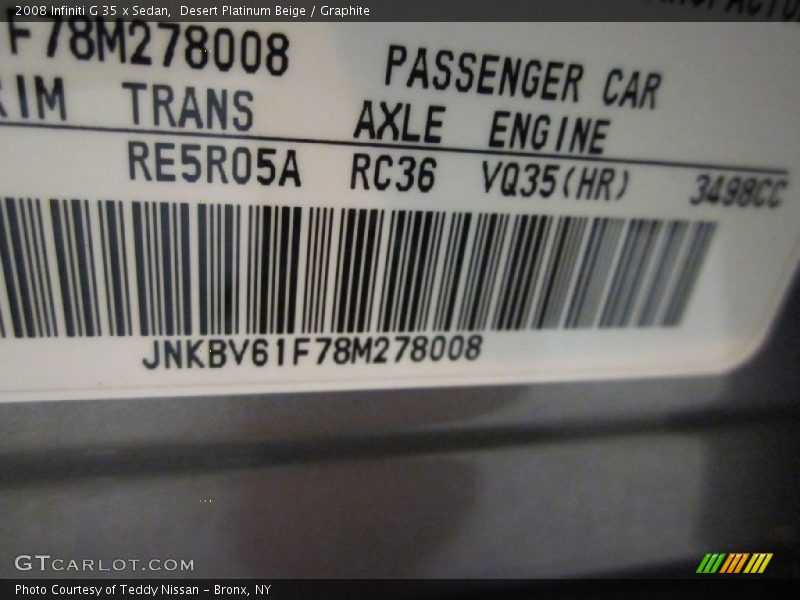 2008 Infiniti G 35 x Sedan,  Desert Platinum Beige / Graphite
F78M278008
PASSENGER CAR
TRANS AXLE ENGINE
RE5R05A RC36 VQ35(HR) 3498CC
JNKBV61F78M278008
GTCARLOT.COM
Photo Courtesy of Teddy Nissan - Bronx, NY